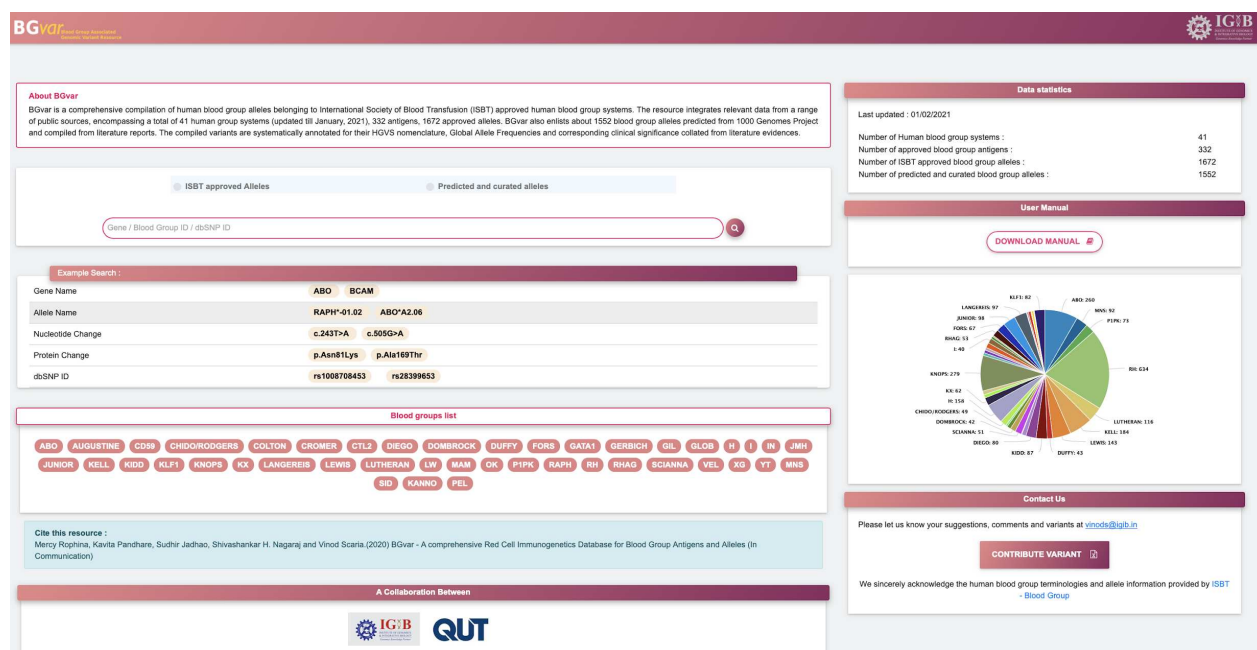 BGvar Blood Group Associated
Genomic Variant Resource
IGIB
INSTITUTE OF GENOMICS
& INTEGRATIVE BIOLOGY
About BGvar
BGvar is a comprehensive compilation of human blood group alleles belonging to International Society of Blood Transfusion (ISBT) approved human blood group systems. The resource integrates relevant data from a range
of public sources, encompassing a total of 41 human group systems (updated till January, 2021), 332 antigens, 1672 approved alleles. BGvar also enlists about 1552 blood group alleles predicted from 1000 Genomes Project
and compiled from literature reports. The compiled variants are systematically annotated for their HGVS nomenclature, Global Allele Frequencies and corresponding clinical significance collated from literature evidences.
ISBT approved Alleles Predicted and curated alleles
Gene / Blood Group ID / dbSNP ID
Example Search :
Gene Name ABO BCAM
Allele Name RAPH*-01.02 ABO*A2.06
Nucleotide Change c.243T>A c.505G>A
Protein Change p.Asn81Lys p.Ala169Thr
dbSNP ID rs1008708453 rs28399653
Blood groups list
ABO AUGUSTINE CD59 CHIDO/RODGERS COLTON CROMER CTL2 DIEGO DOMBROCK DUFFY FORS GATA1 GERBICH GIL GLOB H I IN JMH
JUNIOR KELL KIDD KLF1 KNOPS KX LANGEREIS LEWIS LUTHERAN LW MAM OK P1PK RAPH RH RHAG SCIANNA VEL XG YT MNS
SID KANNO PEL
Cite this resource :
Mercy Rophina, Kavita Pandhare, Sudhir Jadhao, Shivashankar H. Nagaraj and Vinod Scaria.(2020) BGvar - A comprehensive Red Cell Immunogenetics Database for Blood Group Antigens and Alleles (In
Communication)
A Collaboration Between
IGIB
QUT
Data statistics
Last updated : 01/02/2021
Number of Human blood group systems : 41
Number of approved blood group antigens : 332
Number of ISBT approved blood group alleles : 1672
Number of predicted and curated blood group alleles : 1552
User Manual
DOWNLOAD MANUAL
KLF1: 82
ABO: 260
LANGEREIS: 97
MNS: 92
JUNIOR: 98
P1PK: 73
FORS: 67
RHAG: 53
I: 40
RH: 634
KNOPS: 279
KX: 62
H: 156
CHIDO/RODGERS: 49
LUTHERAN: 116
DOMBROCK: 42
KELL: 184
SCIANNA: 51
LEWIS: 143
DIEGO: 80
KIDD: 87
DUFFY: 43
Contact Us
Please let us know your suggestions, comments and variants at vinods@igib.in
CONTRIBUTE VARIANT
We sincerely acknowledge the human blood group terminologies and allele information provided by ISBT
- Blood Group